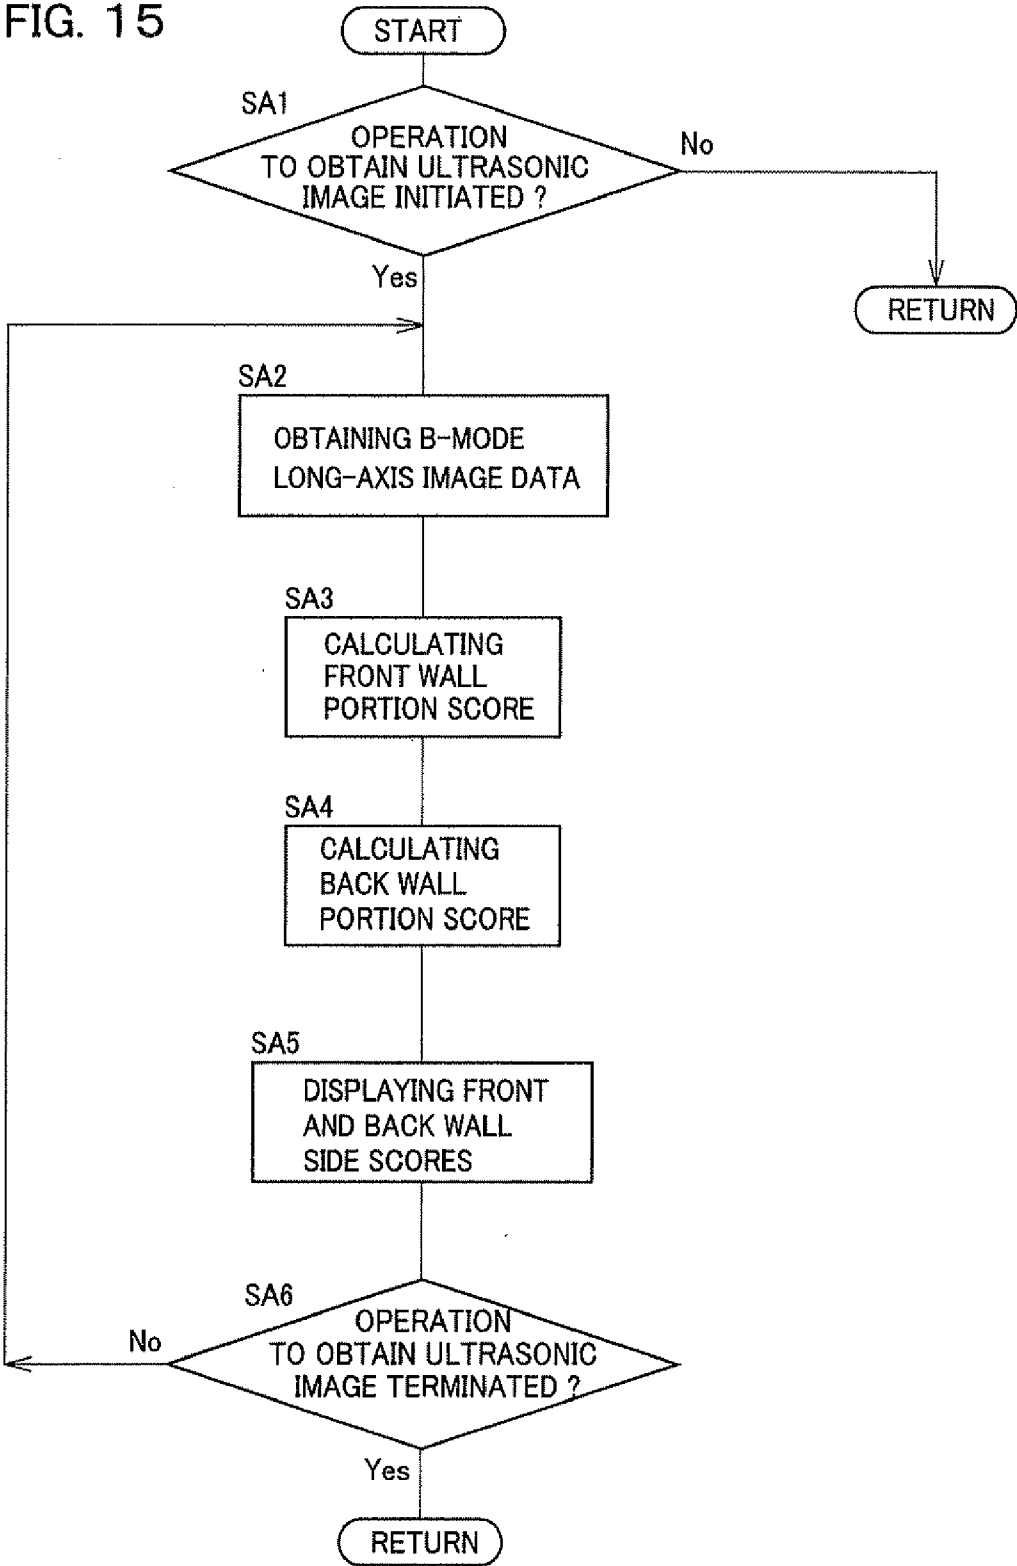 FIG. 15
START
SA1
OPERATION
TO OBTAIN ULTRASONIC
IMAGE INITIATED ?
No
Yes
RETURN
SA2
OBTAINING B-MODE
LONG-AXIS IMAGE DATA
SA3
CALCULATING
FRONT WALL
PORTION SCORE
SA4
CALCULATING
BACK WALL
PORTION SCORE
SA5
DISPLAYING FRONT
AND BACK WALL
SIDE SCORES
SA6
OPERATION
TO OBTAIN ULTRASONIC
IMAGE TERMINATED ?
No
Yes
RETURN